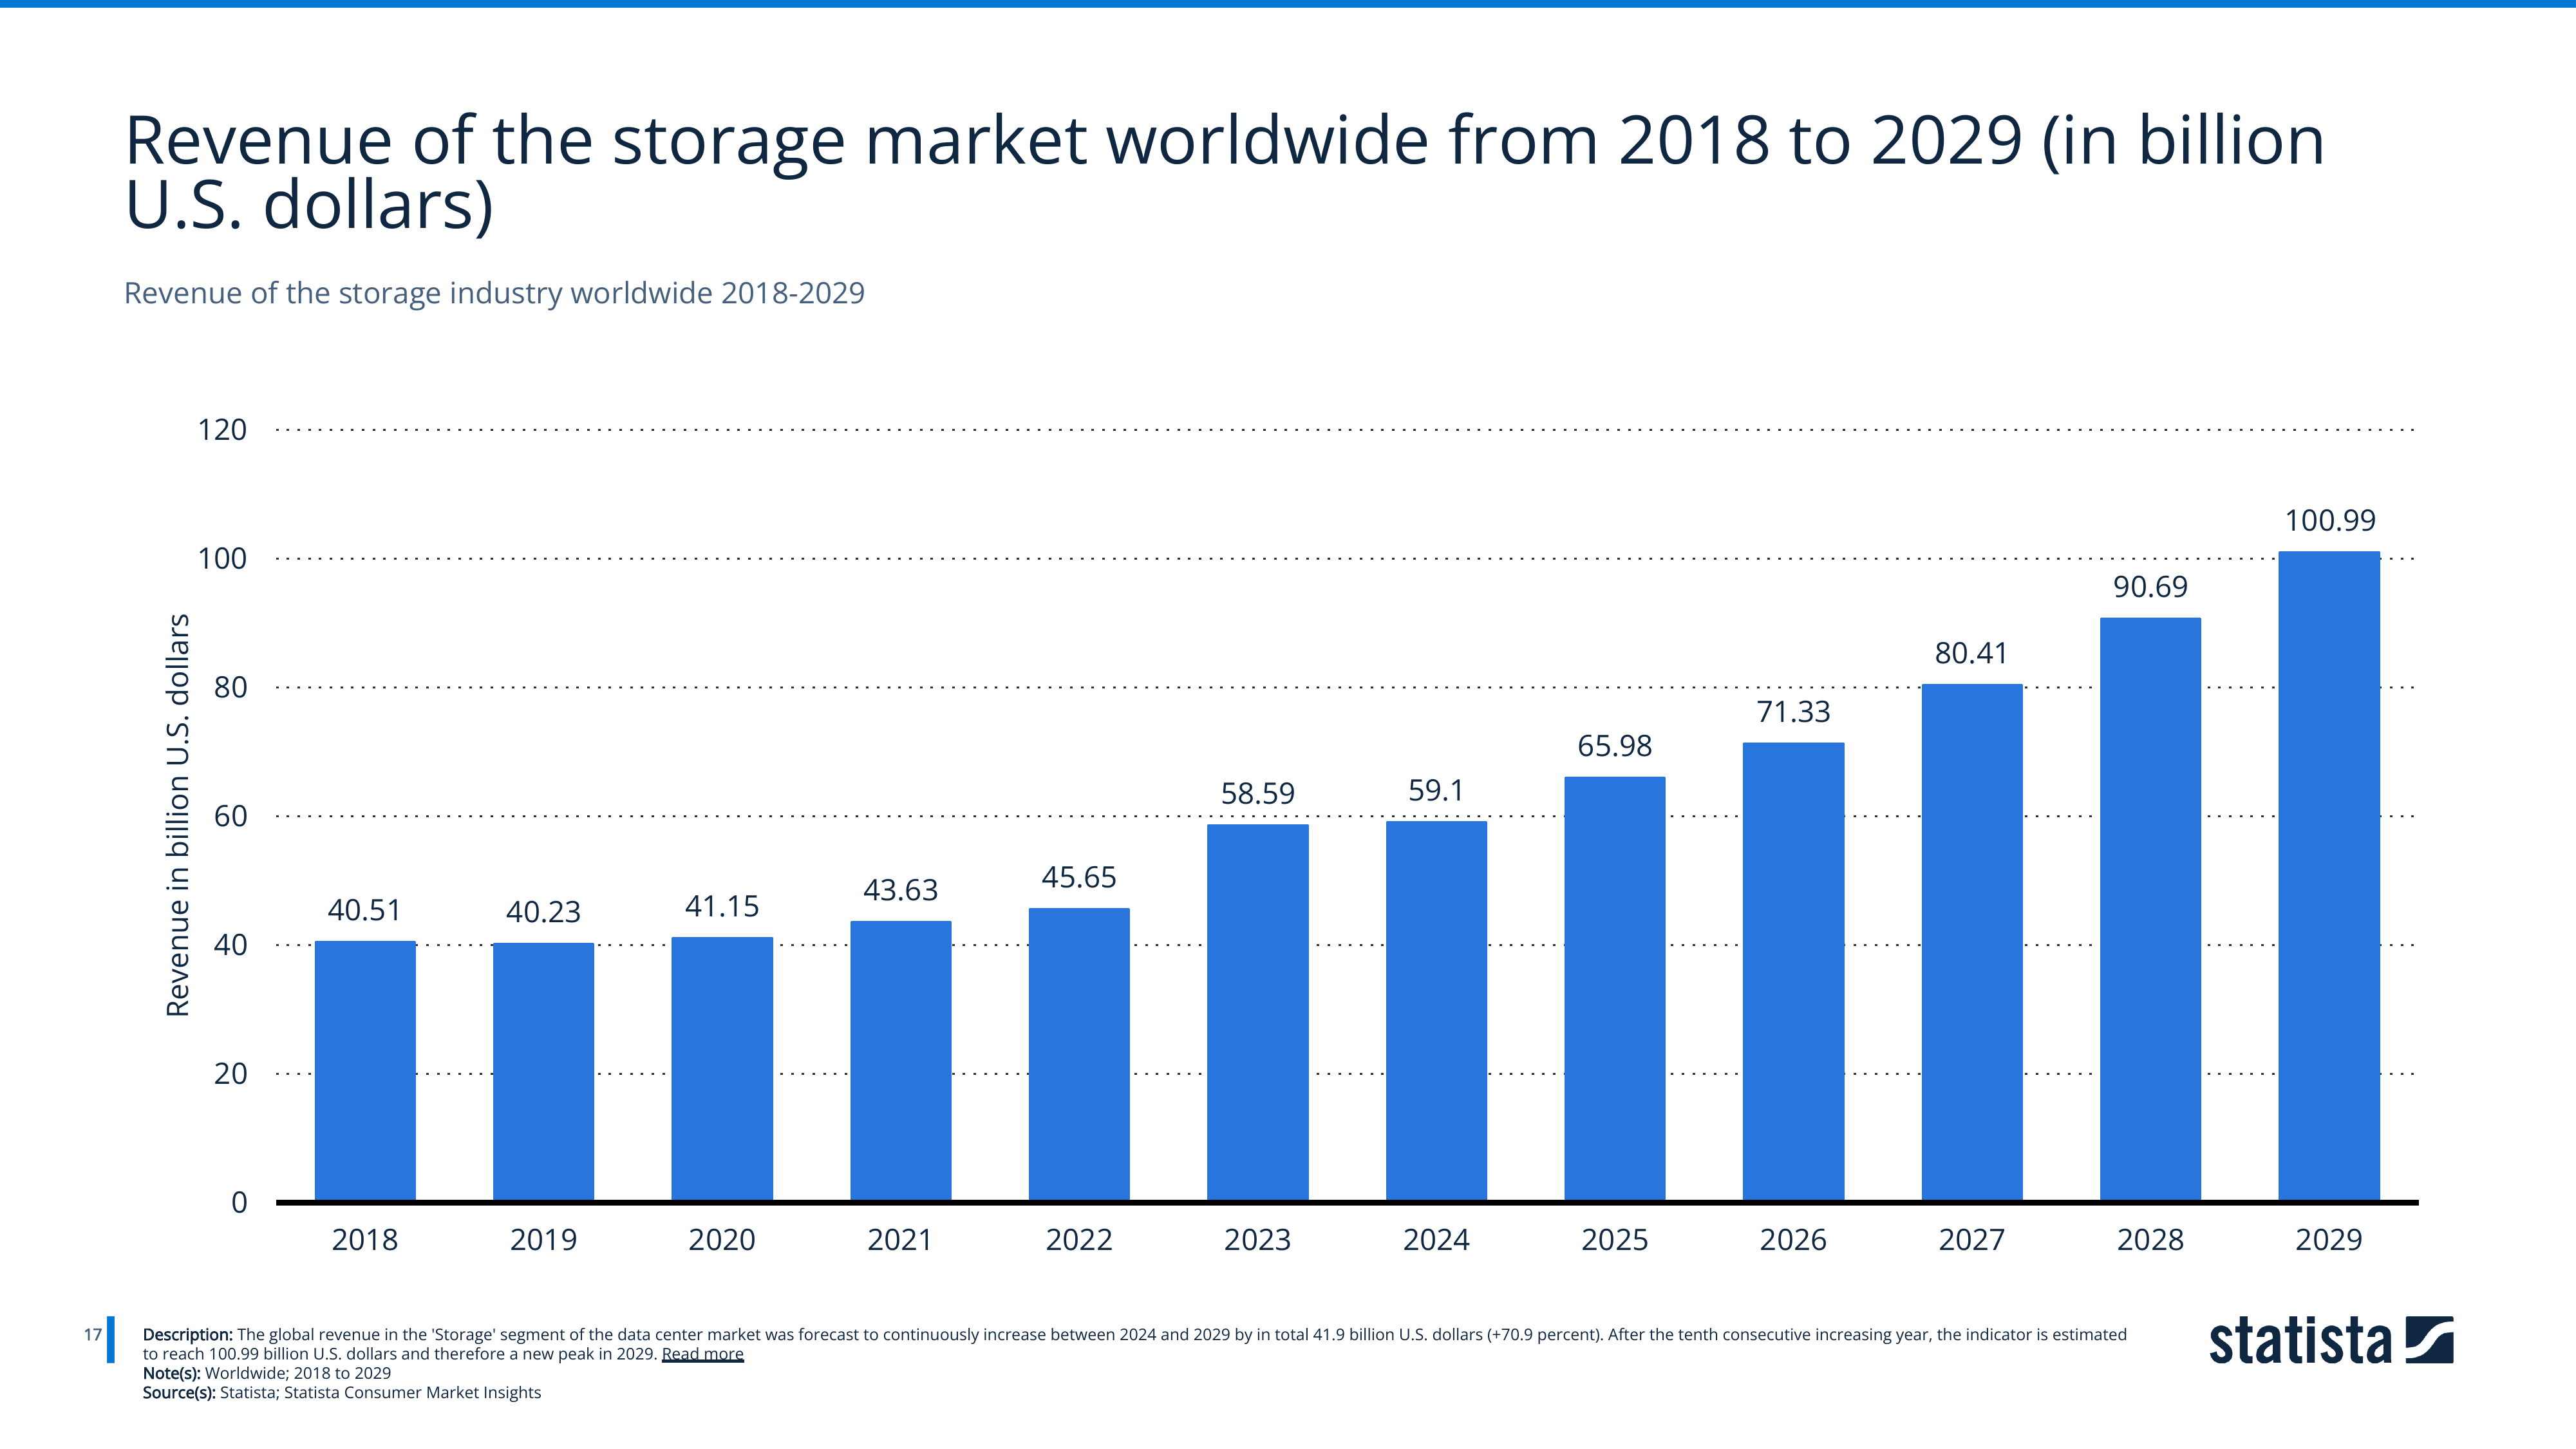 Revenue of the storage market worldwide from 2018 to 2029 (in billion
U.S. dollars)
Revenue of the storage industry worldwide 2018-2029
Revenue in billion U.S. dollars
120
100
80
60
40
20
0
40.51
40.23
41.15
43.63
45.65
58.59
59.1
65.98
71.33
80.41
90.69
100.99
2018 2019 2020 2021 2022 2023 2024 2025 2026 2027 2028 2029
17
Description: The global revenue in the 'Storage' segment of the data center market was forecast to continuously increase between 2024 and 2029 by in total 41.9 billion U.S. dollars (+70.9 percent). After the tenth consecutive increasing year, the indicator is estimated
to reach 100.99 billion U.S. dollars and therefore a new peak in 2029. Read more
Note(s): Worldwide; 2018 to 2029
Source(s): Statista; Statista Consumer Market Insights
statista